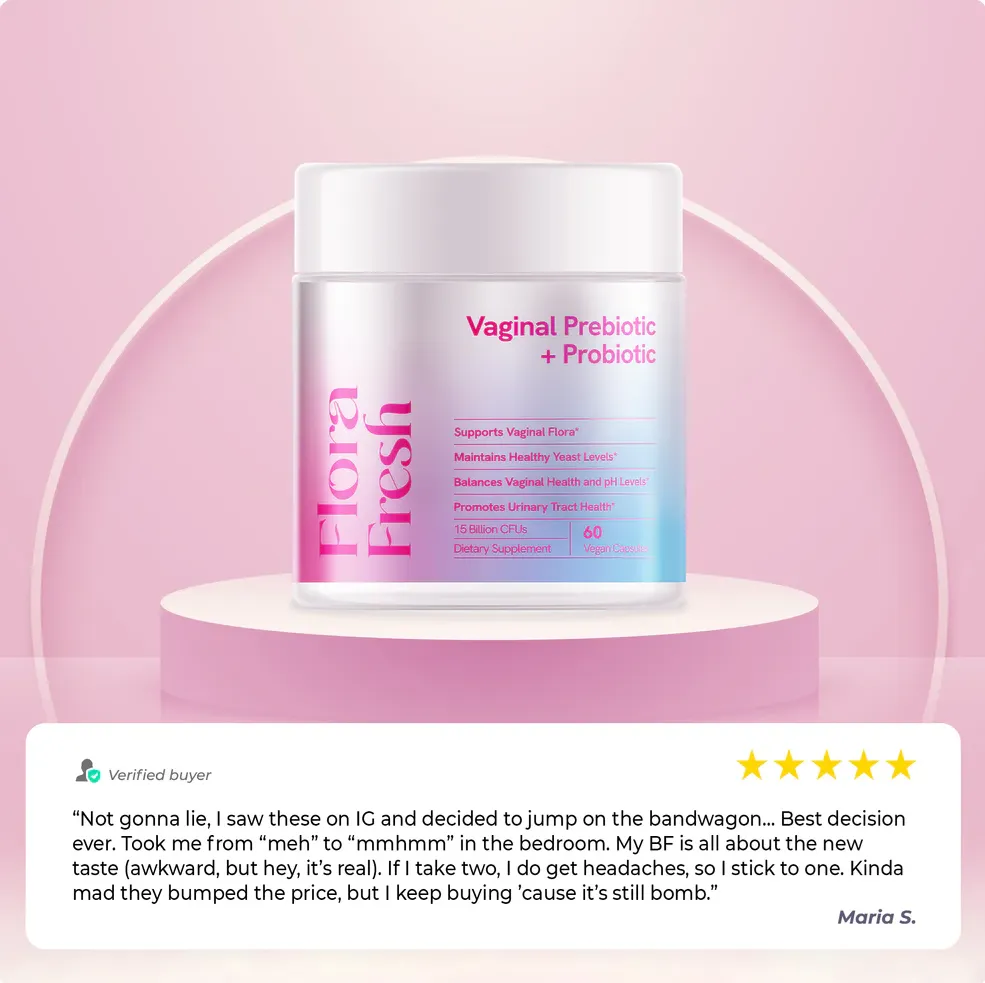 Vaginal Prebiotic
+ Probiotic
Flora
Fresh
Supports Vaginal Flora*
Maintains Healthy Yeast Levels*
Balances Vaginal Health and pH Levels*
Promotes Urinary Tract Health*
15 Billion CFUs
Dietary Supplement
60
Vegan Capsules
Verified buyer
“Not gonna lie, I saw these on IG and decided to jump on the bandwagon... Best decision
ever. Took me from “meh” to “mmhmm” in the bedroom. My BF is all about the new
taste (awkward, but hey, it’s real). If I take two, I do get headaches, so I stick to one. Kinda
mad they bumped the price, but I keep buying ’cause it’s still bomb.”
Maria S.